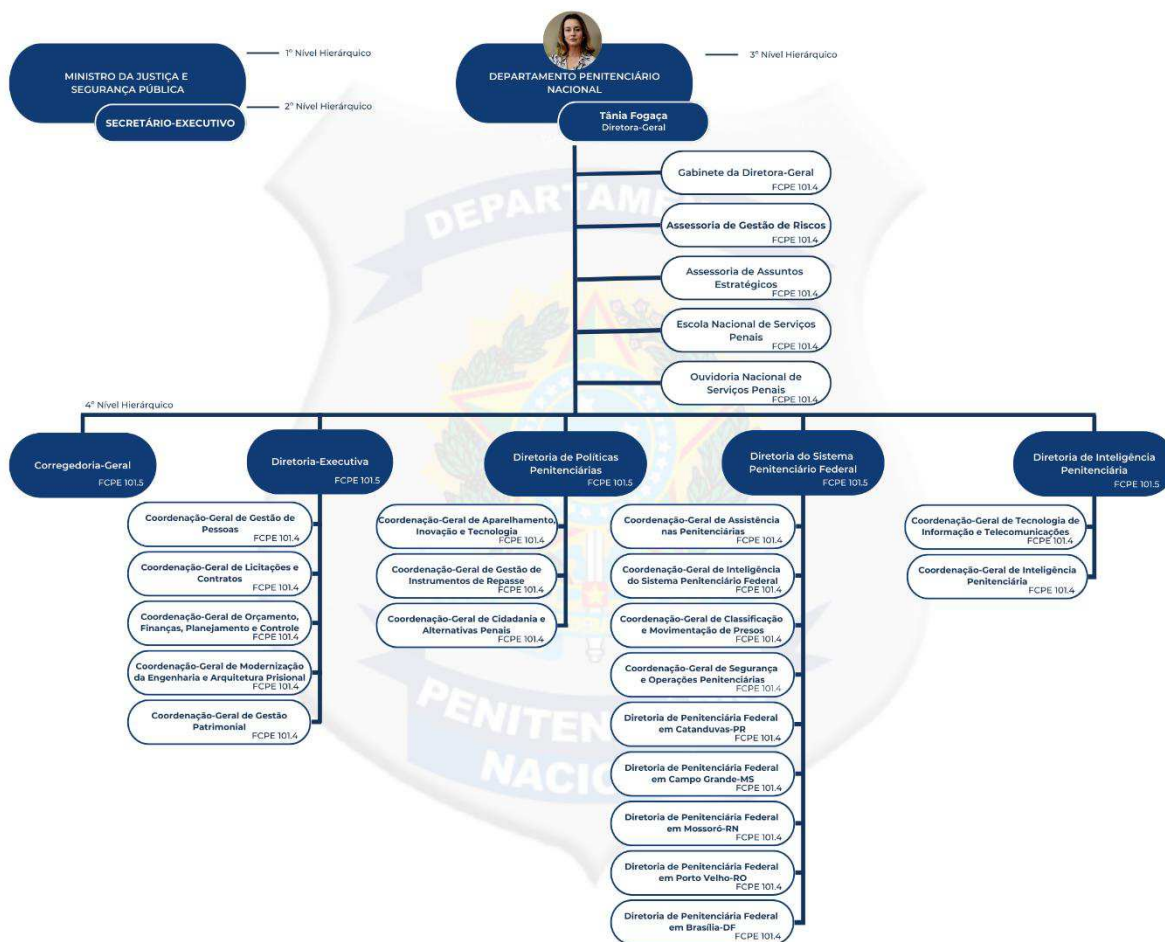 1º Nível Hierárquico
MINISTRO DA JUSTIÇA E
SEGURANÇA PÚBLICA
2º Nível Hierárquico
SECRETÁRIO-EXECUTIVO
3º Nível Hierárquico
DEPARTAMENTO PENITENCIÁRIO
NACIONAL
Tânia Fogaça
Diretora-Geral
Gabinete da Diretora-Geral
FCPE 101.4
Assessoria de Gestão de Riscos
FCPE 101.4
Assessoria de Assuntos
Estratégicos
FCPE 101.4
Escola Nacional de Serviços
Penais
FCPE 101.4
Ouvidoria Nacional de
Serviços Penais
FCPE 101.4
4º Nível Hierárquico
Corregedoria-Geral
FCPE 101.5
Diretoria-Executiva
FCPE 101.5
Coordenação-Geral de Gestão de
Pessoas
FCPE 101.4
Coordenação-Geral de Licitações e
Contratos
FCPE 101.4
Coordenação-Geral de Orçamento,
Finanças, Planejamento e Controle
FCPE 101.4
Coordenação-Geral de Modernização
da Engenharia e Arquitetura Prisional
FCPE 101.4
Coordenação-Geral de Gestão
Patrimonial
FCPE 101.4
Diretoria de Políticas
Penitenciárias
FCPE 101.5
Coordenação-Geral de Aparelhamento,
Inovação e Tecnologia
FCPE 101.4
Coordenação-Geral de Gestão de
Instrumentos de Repasse
FCPE 101.4
Coordenação-Geral de Cidadania e
Alternativas Penais
FCPE 101.4
Diretoria do Sistema
Penitenciário Federal
FCPE 101.5
Coordenação-Geral de Assistência
nas Penitenciárias
FCPE 101.4
Coordenação-Geral de Inteligência
do Sistema Penitenciário Federal
FCPE 101.4
Coordenação-Geral de Classificação
e Movimentação de Presos
FCPE 101.4
Coordenação-Geral de Segurança
e Operações Penitenciárias
FCPE 101.4
Diretoria de Penitenciária Federal
em Catanduvas-PR
FCPE 101.4
Diretoria de Penitenciária Federal
em Campo Grande-MS
FCPE 101.4
Diretoria de Penitenciária Federal
em Mossoró-RN
FCPE 101.4
Diretoria de Penitenciária Federal
em Porto Velho-RO
FCPE 101.4
Diretoria de Penitenciária Federal
em Brasília-DF
FCPE 101.4
Diretoria de Inteligência
Penitenciária
FCPE 101.5
Coordenação-Geral de Tecnologia de
Informação e Telecomunicações
FCPE 101.4
Coordenação-Geral de Inteligência
Penitenciária
FCPE 101.4